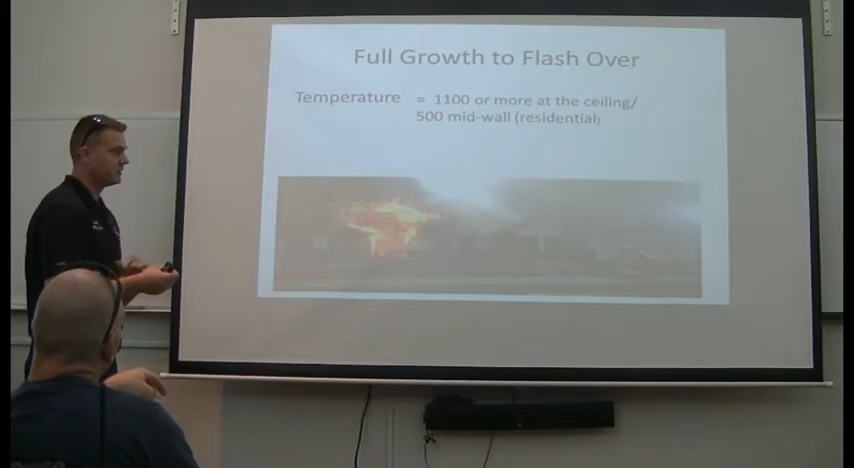 Full Growth to Flash Over
Temperature = 1100 or more at the ceiling/
500 mid-wall (residential)